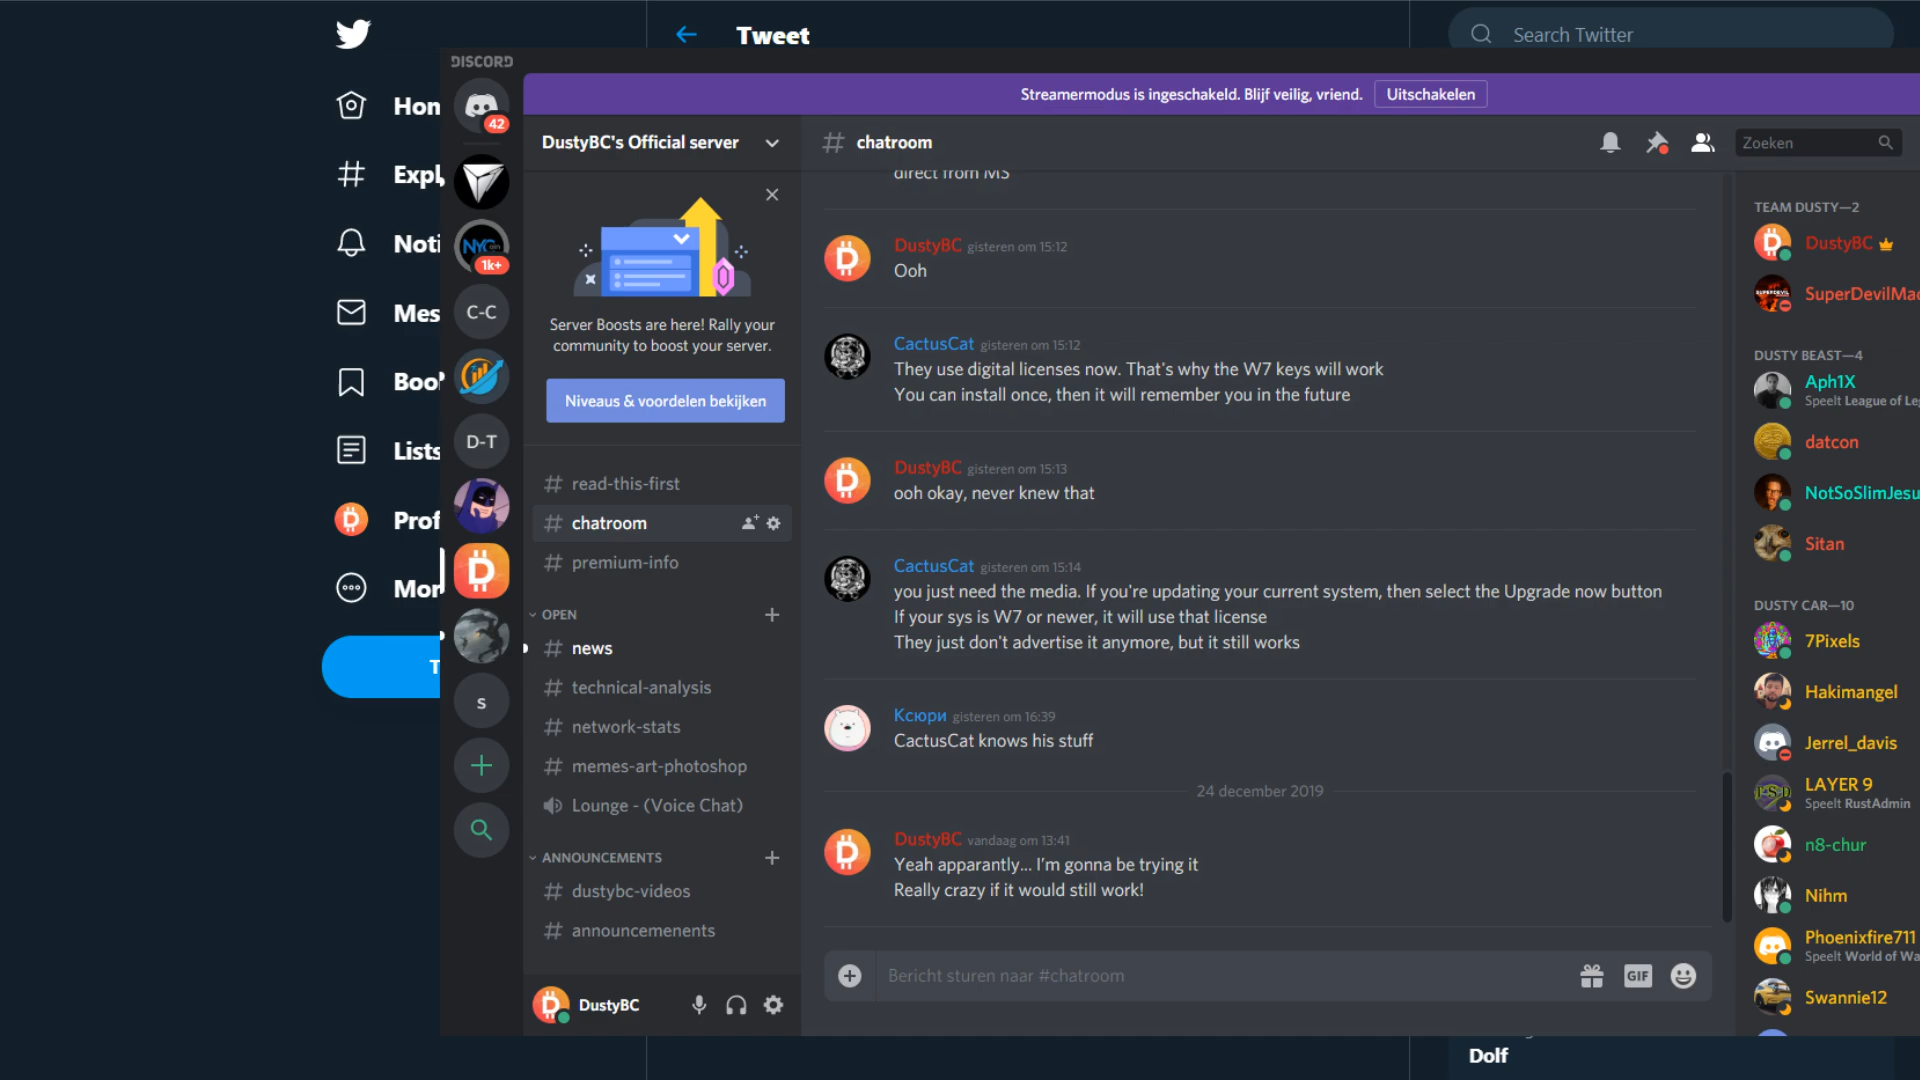 Tweet
Search Twitter
DISCORD
Streamermodus is ingeschakeld. Blijf veilig, vriend.
Uitschakelen
Hom
42
DustyBC's Official server
chatroom
Zoeken
Expl
direct from MS
Noti
NYC
1k+
TEAM DUSTY—2
DustyBC
DustyBC gisteren om 15:12
Ooh
SuperDevilMac
Mes
C-C
Server Boosts are here! Rally your
community to boost your server.
CactusCat gisteren om 15:12
They use digital licenses now. That's why the W7 keys will work
You can install once, then it will remember you in the future
DUSTY BEAST—4
Aph1X
Speelt League of Leg
Boo
Niveaus & voordelen bekijken
Lists
D-T
datcon
DustyBC gisteren om 15:13
ooh okay, never knew that
read-this-first
NotSoSlimJesu
Prof
chatroom
premium-info
Sitan
CactusCat gisteren om 15:14
you just need the media. If you're updating your current system, then select the Upgrade now button
If your sys is W7 or newer, it will use that license
They just don't advertise it anymore, but it still works
Mor
OPEN
news
technical-analysis
network-stats
memes-art-photoshop
Lounge - (Voice Chat)
T
s
DUSTY CAR—10
7Pixels
Hakimangel
Ксюри gisteren om 16:39
CactusCat knows his stuff
Jerrel_davis
24 december 2019
LAYER 9
Speelt RustAdmin
DustyBC vandaag om 13:41
Yeah apparantly... I'm gonna be trying it
Really crazy if it would still work!
n8-chur
ANNOUNCEMENTS
dustybc-videos
announcemenents
Nihm
Phoenixfire711
Speelt World of Wa
Bericht sturen naar #chatroom
GIF
Swannie12
DustyBC
Dolf